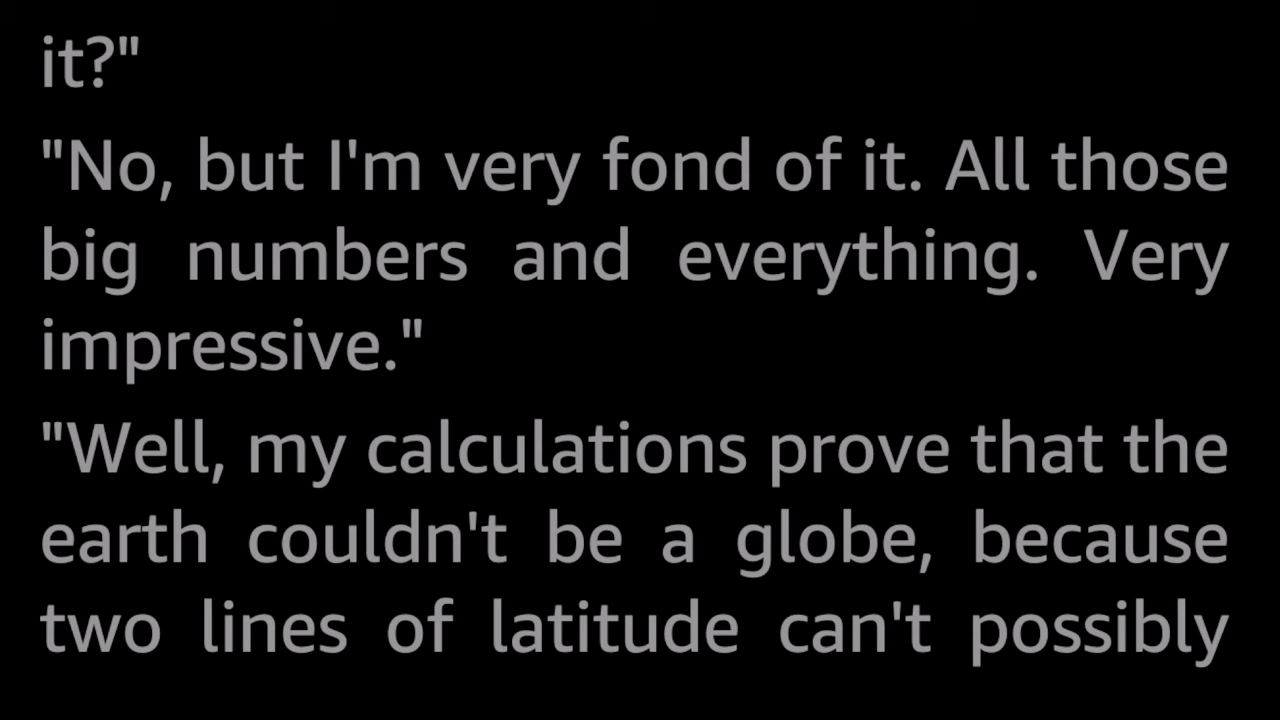 it?"
"No, but I'm very fond of it. All those
big numbers and everything. Very
impressive."
"Well, my calculations prove that the
earth couldn't be a globe, because
two lines of latitude can't possibly